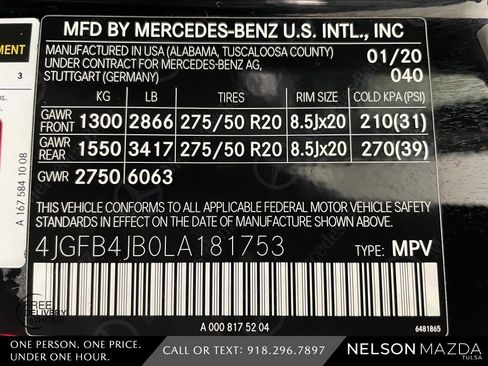 MFD BY MERCEDES-BENZ U.S. INTL., INC
MANUFACTURED IN USA (ALABAMA, TUSCALOOSA COUNTY)
UNDER CONTRACT FOR MERCEDES-BENZ AG,
STUTTGART (GERMANY)
01/20
040
KG LB TIRES RIM SIZE COLD KPA (PSI)
GAWR FRONT 1300 2866 275/50 R20 8.5Jx20 210(31)
GAWR REAR 1550 3417 275/50 R20 8.5Jx20 270(39)
GVWR 2750 6063
THIS VEHICLE CONFORMS TO ALL APPLICABLE FEDERAL MOTOR VEHICLE SAFETY
STANDARDS IN EFFECT ON THE DATE OF MANUFACTURE SHOWN ABOVE.
4JGFB4JB0LA181753 TYPE: MPV
A 000 817 52 04
6481865
EMENT
3
A 167 584 10 08
FREE
DELIVERY
HOME
ONE PERSON. ONE PRICE.
UNDER ONE HOUR.
CALL OR TEXT: 918.296.7897
NELSON MAZDA
TULSA